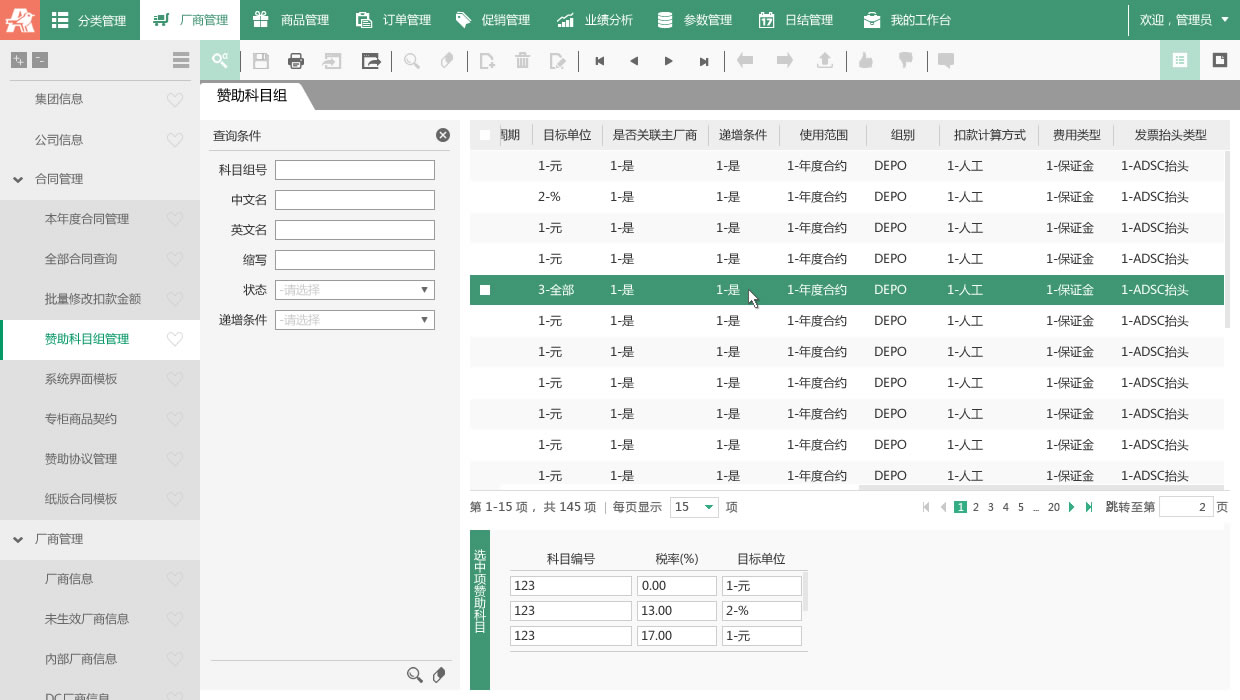 分类管理 厂商管理 商品管理 订单管理 促销管理 业绩分析 参数管理 日结管理 我的工作台 欢迎，管理员
集团信息
公司信息
合同管理
本年度合同管理
全部合同查询
批量修改扣款金额
赞助科目组管理
系统界面模板
专柜商品契约
赞助协议管理
纸版合同模板
厂商管理
厂商信息
未生效厂商信息
内部厂商信息
DC厂商信息
赞助科目组
查询条件
科目组号
中文名
英文名
缩写
状态 -请选择
递增条件 -请选择
周期 目标单位 是否关联主厂商 递增条件 使用范围 组别 扣款计算方式 费用类型 发票抬头类型
1-元 1-是 1-是 1-年度合约 DEPO 1-人工 1-保证金 1-ADSC抬头
2-% 1-是 1-是 1-年度合约 DEPO 1-人工 1-保证金 1-ADSC抬头
1-元 1-是 1-是 1-年度合约 DEPO 1-人工 1-保证金 1-ADSC抬头
1-元 1-是 1-是 1-年度合约 DEPO 1-人工 1-保证金 1-ADSC抬头
3-全部 1-是 1-是 1-年度合约 DEPO 1-人工 1-保证金 1-ADSC抬头
1-元 1-是 1-是 1-年度合约 DEPO 1-人工 1-保证金 1-ADSC抬头
1-元 1-是 1-是 1-年度合约 DEPO 1-人工 1-保证金 1-ADSC抬头
1-元 1-是 1-是 1-年度合约 DEPO 1-人工 1-保证金 1-ADSC抬头
1-元 1-是 1-是 1-年度合约 DEPO 1-人工 1-保证金 1-ADSC抬头
1-元 1-是 1-是 1-年度合约 DEPO 1-人工 1-保证金 1-ADSC抬头
1-元 1-是 1-是 1-年度合约 DEPO 1-人工 1-保证金 1-ADSC抬头
第 1-15 项，共 145 项 | 每页显示 15 项 1 2 3 4 5 ... 20 跳转至第 2 页
选中项赞助科目
科目编号 税率(%) 目标单位
123 0.00 1-元
123 13.00 2-%
123 17.00 1-元